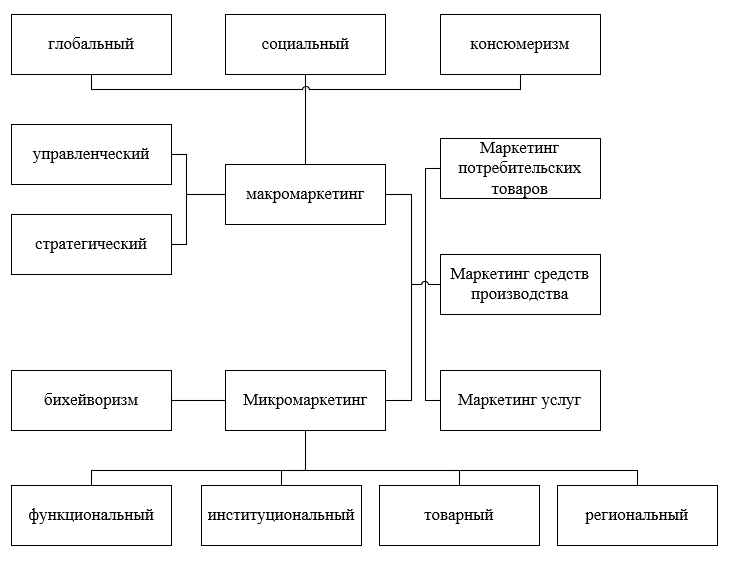 глобальный
социальный
консюмеризм
управленческий
Маркетинг
потребительских
товаров
макромаркетинг
стратегический
Маркетинг средств
производства
бихейворизм
Микромаркетинг
Маркетинг услуг
функциональный
институциональный
товарный
региональный